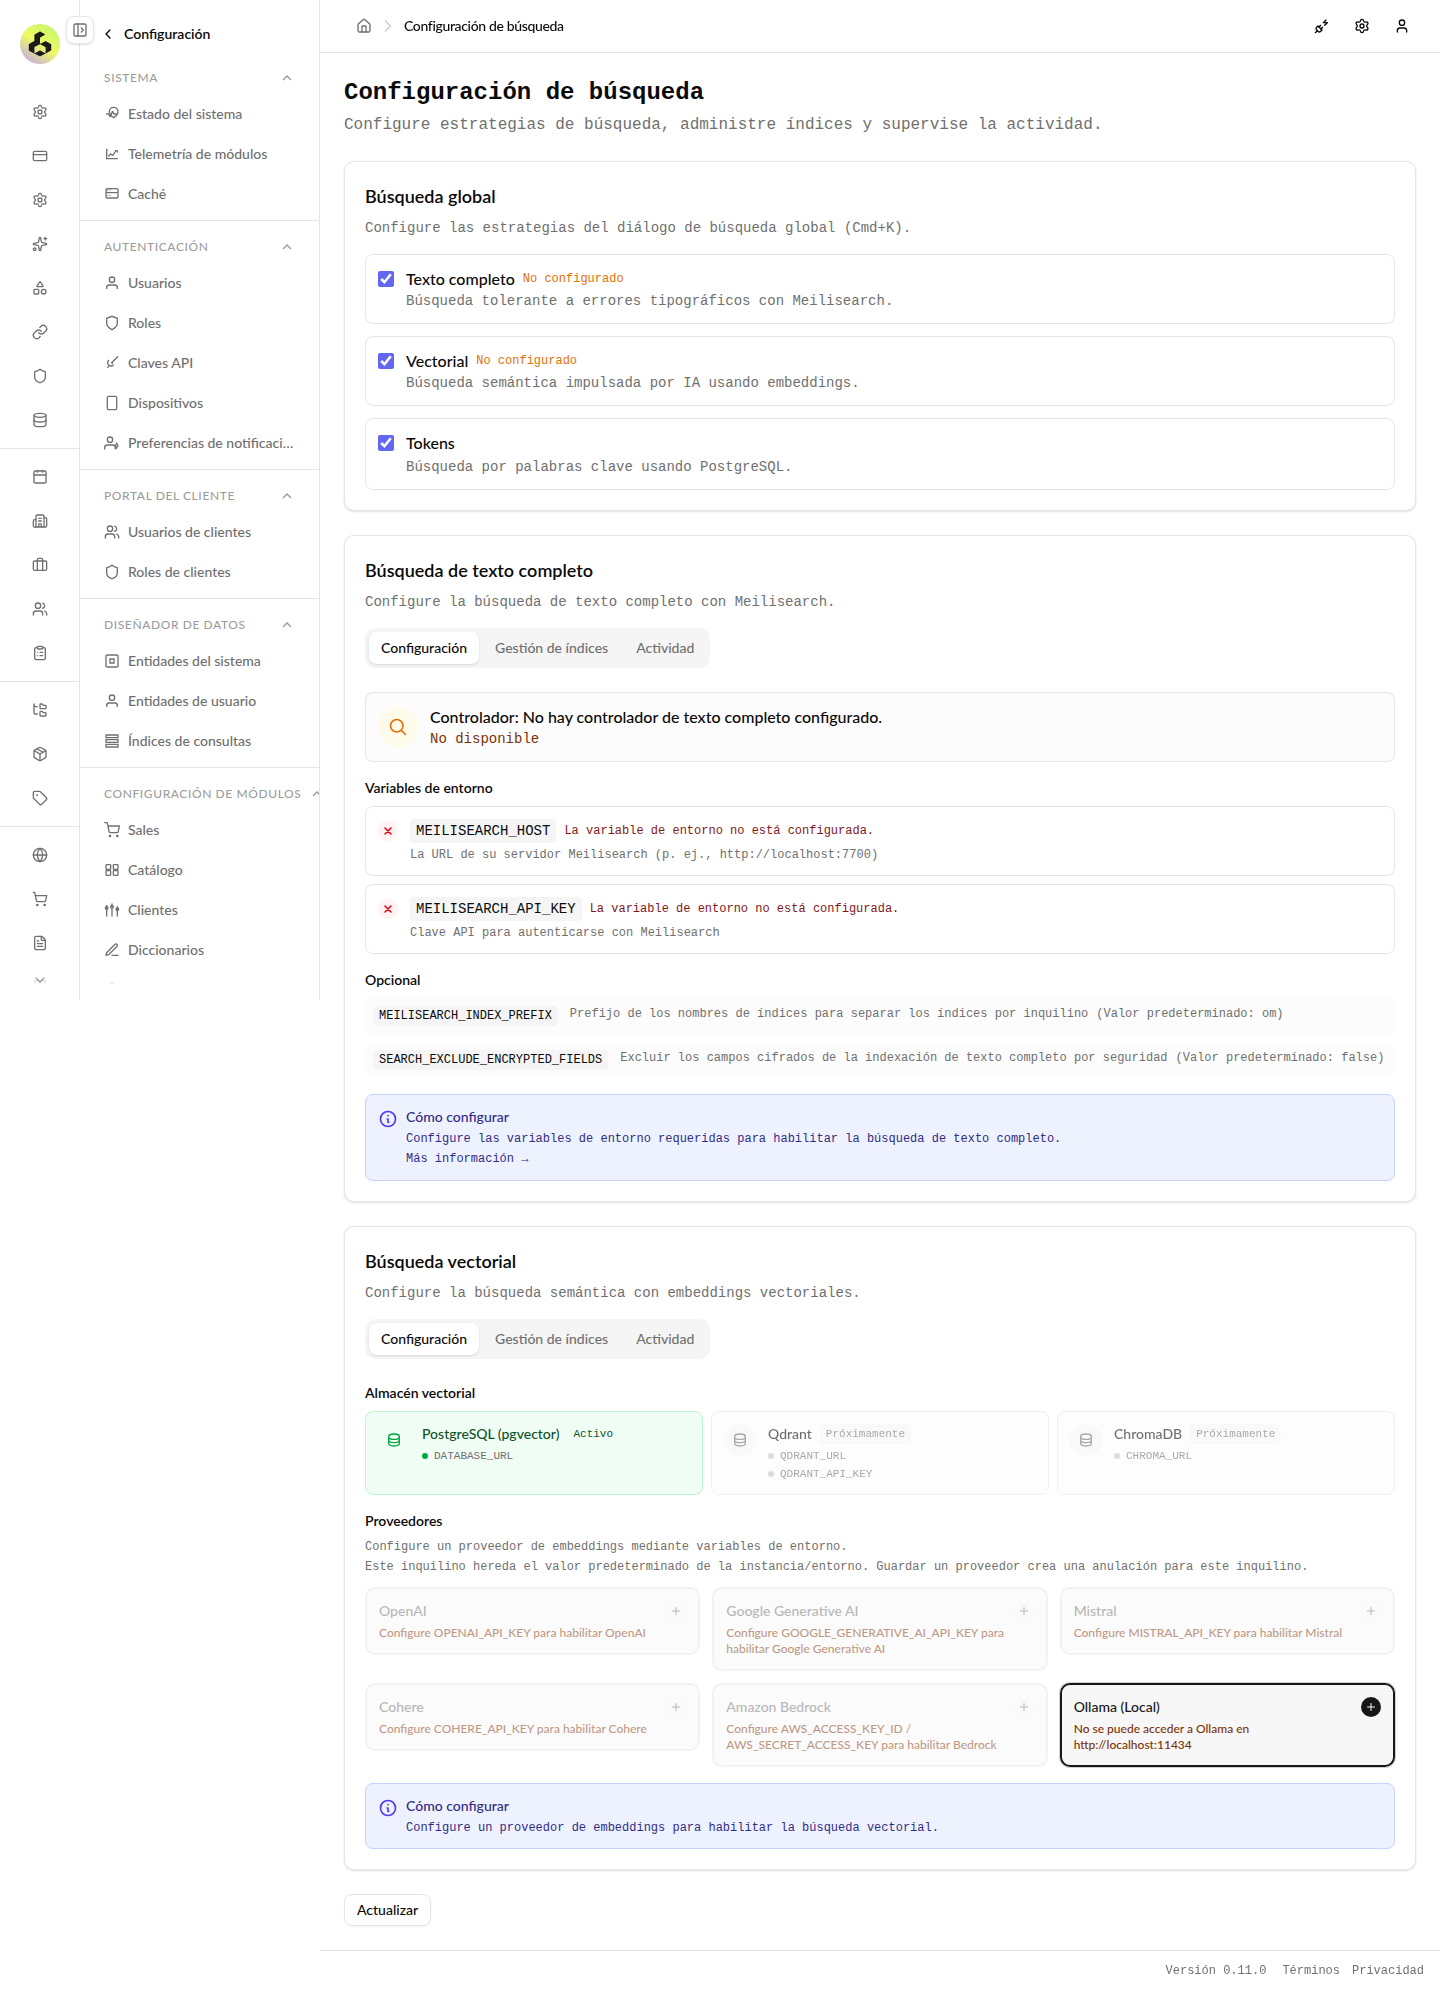 Configuración
SISTEMA
Estado del sistema
Telemetría de módulos
Caché
AUTENTICACIÓN
Usuarios
Roles
Claves API
Dispositivos
Preferencias de notificaci...
PORTAL DEL CLIENTE
Usuarios de clientes
Roles de clientes
DISEÑADOR DE DATOS
Entidades del sistema
Entidades de usuario
Índices de consultas
CONFIGURACIÓN DE MÓDULOS
Sales
Catálogo
Clientes
Diccionarios
Configuración de búsqueda
Configuración de búsqueda
Configure estrategias de búsqueda, administre índices y supervise la actividad.
Búsqueda global
Configure las estrategias del diálogo de búsqueda global (Cmd+K).
Texto completo No configurado
Búsqueda tolerante a errores tipográficos con Meilisearch.
Vectorial No configurado
Búsqueda semántica impulsada por IA usando embeddings.
Tokens
Búsqueda por palabras clave usando PostgreSQL.
Búsqueda de texto completo
Configure la búsqueda de texto completo con Meilisearch.
Configuración Gestión de índices Actividad
Controlador: No hay controlador de texto completo configurado.
No disponible
Variables de entorno
MEILISEARCH_HOST La variable de entorno no está configurada.
La URL de su servidor Meilisearch (p. ej., http://localhost:7700)
MEILISEARCH_API_KEY La variable de entorno no está configurada.
Clave API para autenticarse con Meilisearch
Opcional
MEILISEARCH_INDEX_PREFIX Prefijo de los nombres de índices para separar los índices por inquilino (Valor predeterminado: om)
SEARCH_EXCLUDE_ENCRYPTED_FIELDS Excluir los campos cifrados de la indexación de texto completo por seguridad (Valor predeterminado: false)
Cómo configurar
Configure las variables de entorno requeridas para habilitar la búsqueda de texto completo.
Más información →
Búsqueda vectorial
Configure la búsqueda semántica con embeddings vectoriales.
Configuración Gestión de índices Actividad
Almacén vectorial
PostgreSQL (pgvector) Activo
DATABASE_URL
Qdrant Próximamente
QDRANT_URL
QDRANT_API_KEY
ChromaDB Próximamente
CHROMA_URL
Proveedores
Configure un proveedor de embeddings mediante variables de entorno.
Este inquilino hereda el valor predeterminado de la instancia/entorno. Guardar un proveedor crea una anulación para este inquilino.
OpenAI
Configure OPENAI_API_KEY para habilitar OpenAI
Google Generative AI
Configure GOOGLE_GENERATIVE_AI_API_KEY para
habilitar Google Generative AI
Mistral
Configure MISTRAL_API_KEY para habilitar Mistral
Cohere
Configure COHERE_API_KEY para habilitar Cohere
Amazon Bedrock
Configure AWS_ACCESS_KEY_ID /
AWS_SECRET_ACCESS_KEY para habilitar Bedrock
Ollama (Local)
No se puede acceder a Ollama en
http://localhost:11434
Cómo configurar
Configure un proveedor de embeddings para habilitar la búsqueda vectorial.
Actualizar
Versión 0.11.0 Términos Privacidad